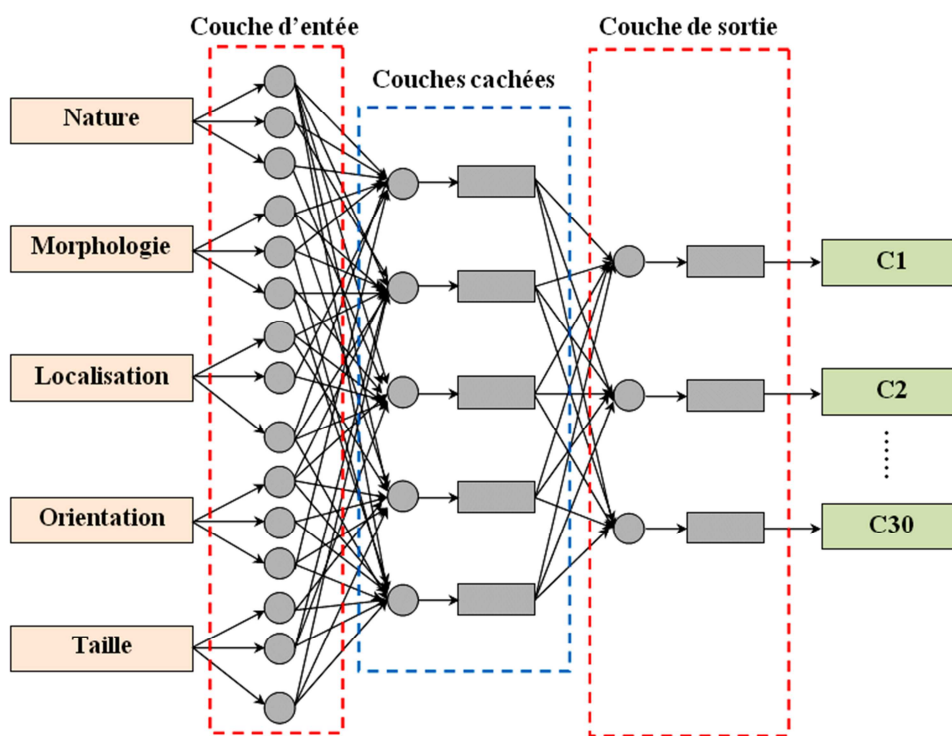 Couche d'entée
Couches cachées
Couche de sortie
Nature
Morphologie
Localisation
Orientation
Taille
C1
C2
......
C30